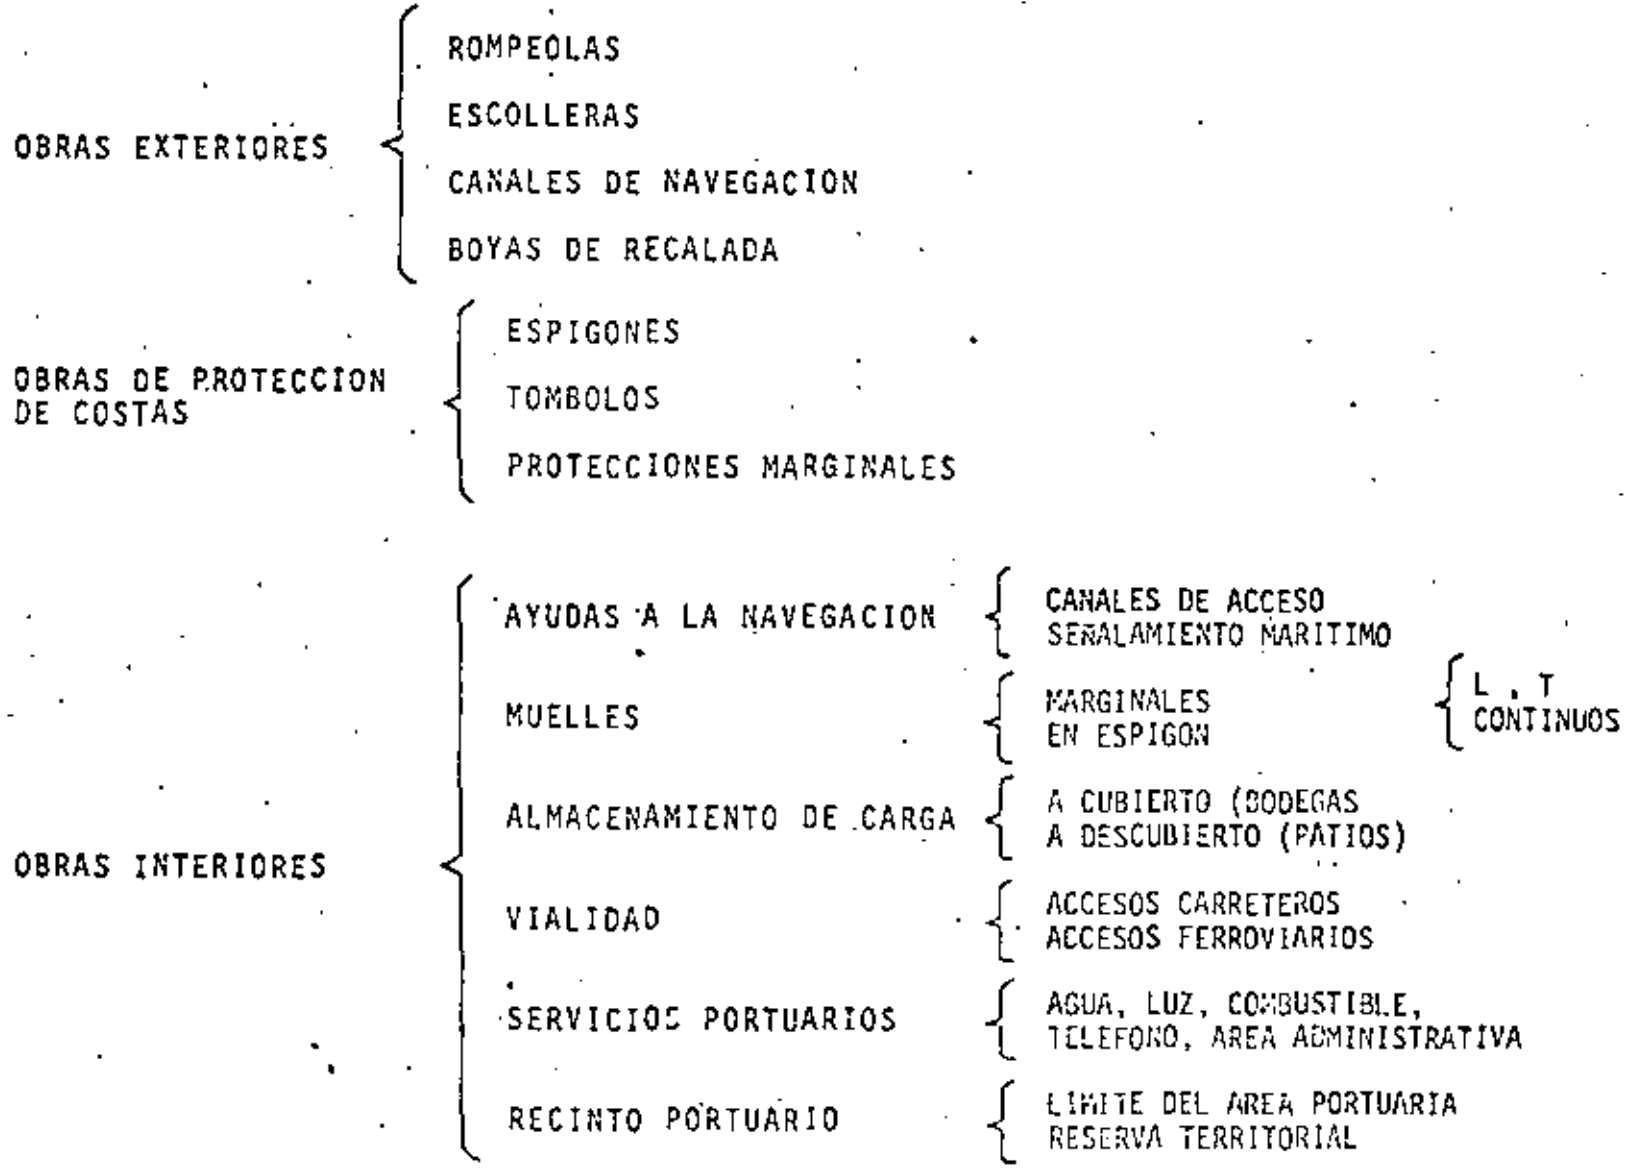 OBRAS EXTERIORES
ROMPEOLAS
ESCOLLERAS
CANALES DE NAVEGACION
BOYAS DE RECALADA
OBRAS DE PROTECCION
DE COSTAS
ESPIGONES
TOMBOLOS
PROTECCIONES MARGINALES
OBRAS INTERIORES
AYUDAS A LA NAVEGACION
CANALES DE ACCESO
SEÑALAMIENTO MARITIMO
MUELLES
MARGINALES
EN ESPIGON
L , T
CONTINUOS
ALMACENAMIENTO DE CARGA
A CUBIERTO (BODEGAS
A DESCUBIERTO (PATIOS)
VIALIDAD
ACCESOS CARRETEROS
ACCESOS FERROVIARIOS
SERVICIOS PORTUARIOS
AGUA, LUZ, COMBUSTIBLE,
TELEFONO, AREA ADMINISTRATIVA
RECINTO PORTUARIO
LIMITE DEL AREA PORTUARIA
RESERVA TERRITORIAL